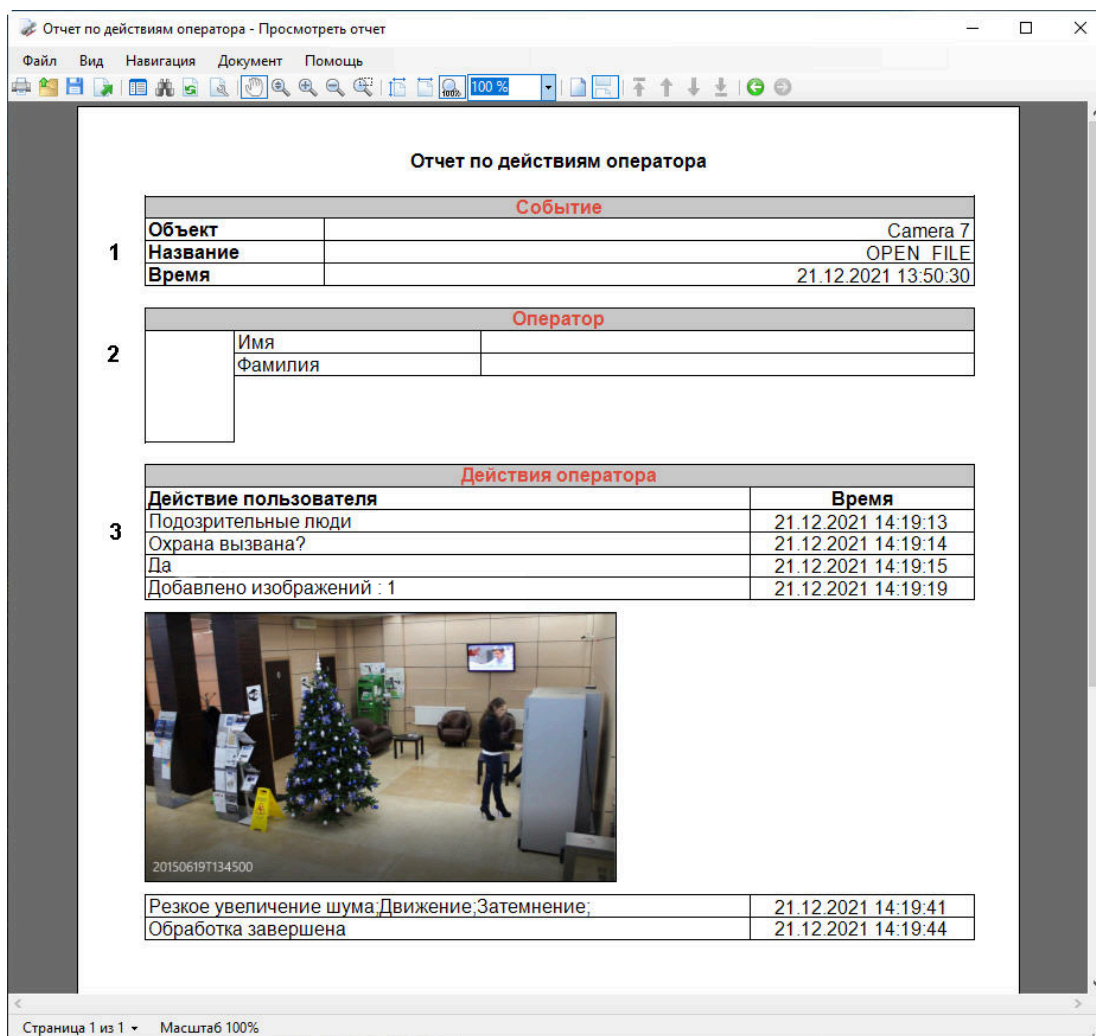 Отчет по действиям оператора - Просмотреть отчет
Файл Вид Навигация Документ Помощь
100% 100 %
Отчет по действиям оператора
Событие
Объект Camera 7
1 Название OPEN_FILE
Время 21.12.2021 13:50:30
Оператор
2 Имя
Фамилия
Действия оператора
Действие пользователя Время
3 Подозрительные люди 21.12.2021 14:19:13
Охрана вызвана? 21.12.2021 14:19:14
Да 21.12.2021 14:19:15
Добавлено изображений : 1 21.12.2021 14:19:19
20150619T134500
Резкое увеличение шума;Движение;Затемнение; 21.12.2021 14:19:41
Обработка завершена 21.12.2021 14:19:44
Страница 1 из 1 Масштаб 100%